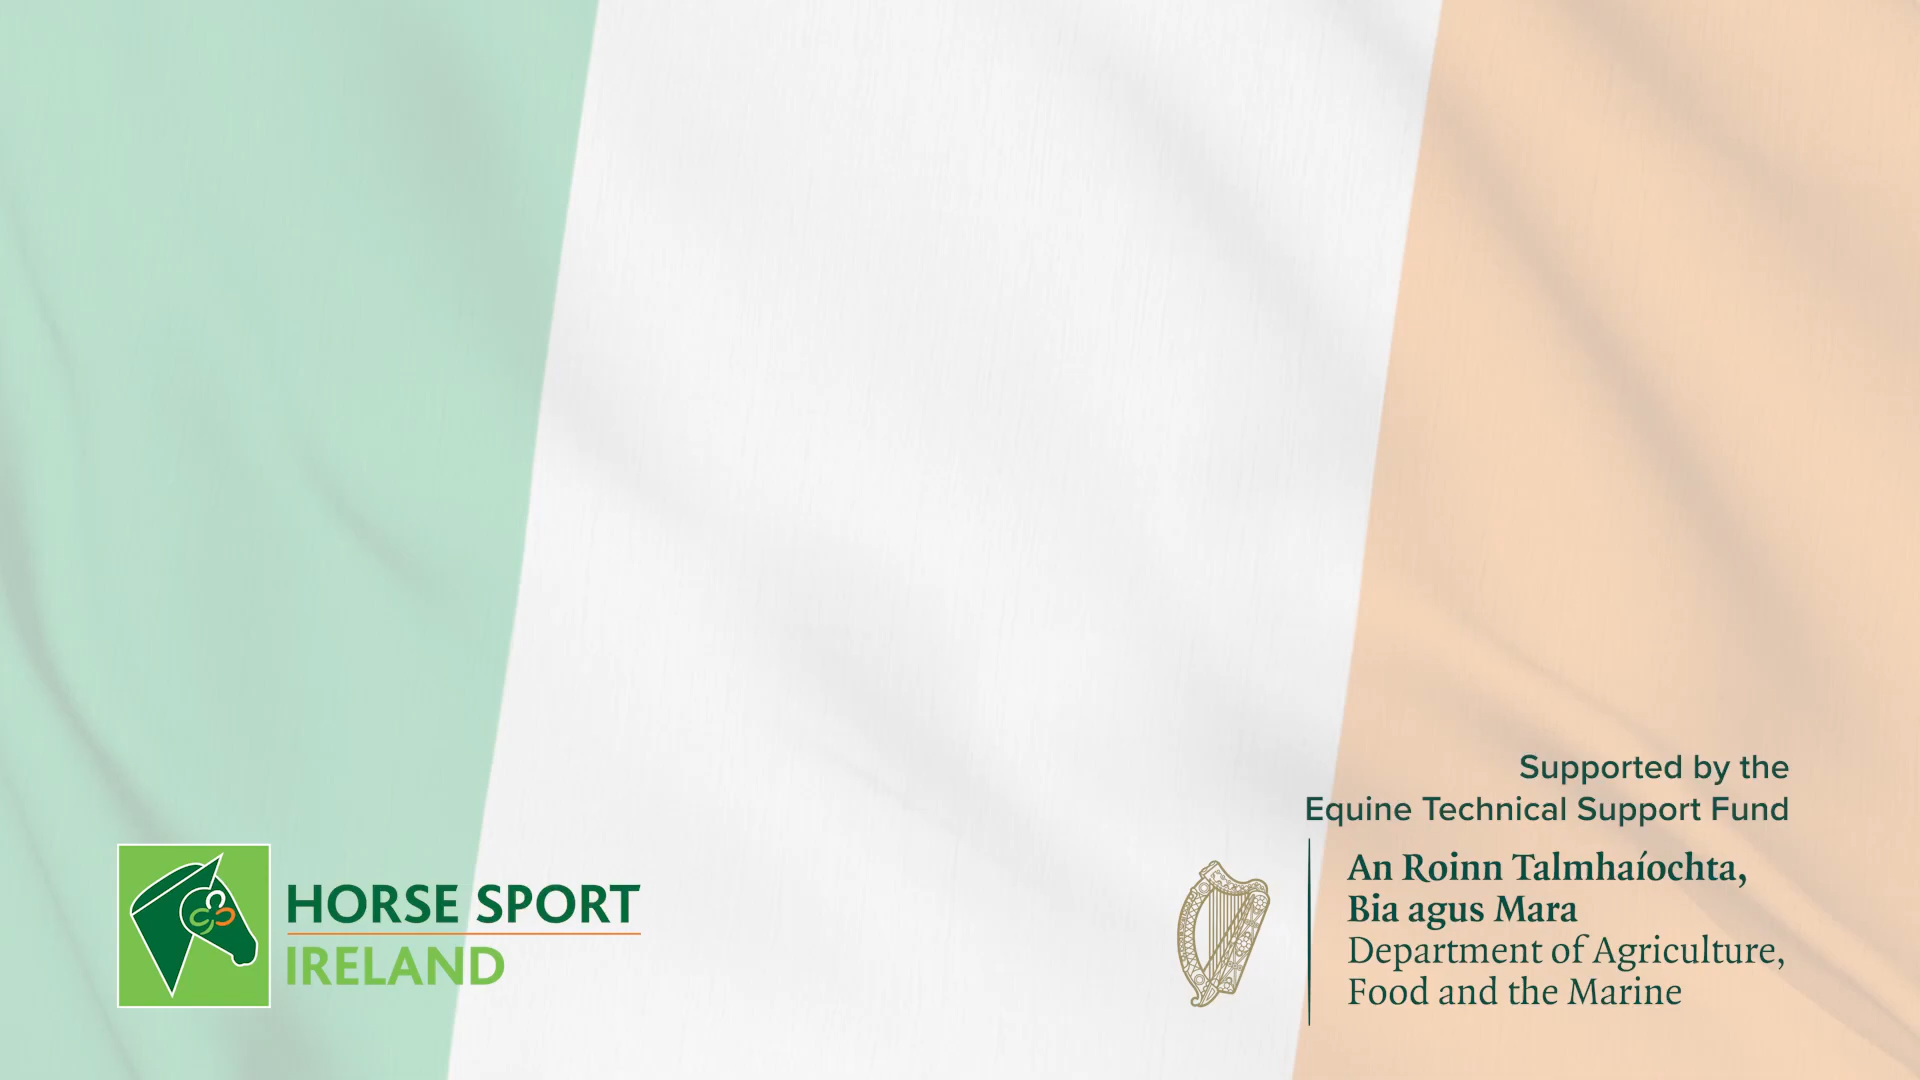 HORSE SPORT
IRELAND
Supported by the
Equine Technical Support Fund
An Roinn Talmhaíochta,
Bia agus Mara
Department of Agriculture,
Food and the Marine